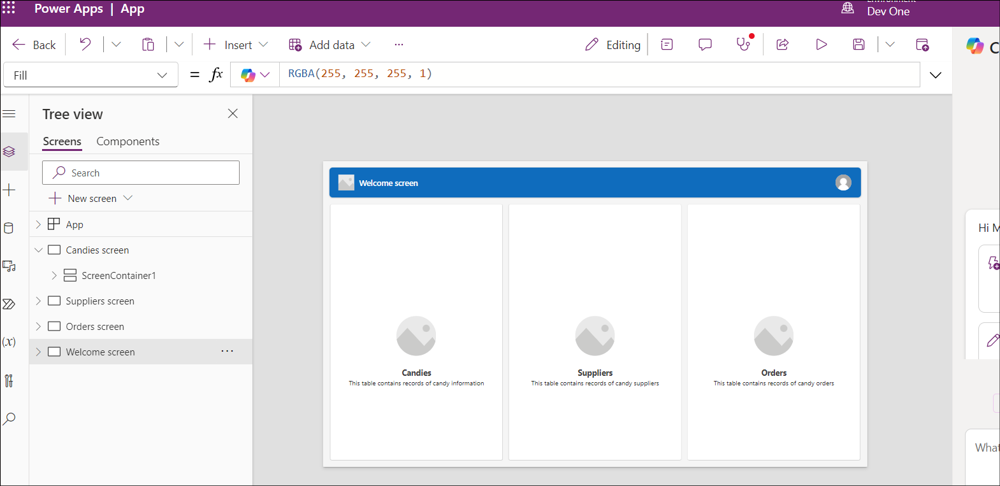 Power Apps | App
Environment
Dev One
Back
Insert
Add data
...
Editing
Fill
= fx
RGBA(255, 255, 255, 1)
Tree view
Screens
Components
Search
New screen
App
Candies screen
ScreenContainer1
Suppliers screen
Orders screen
Welcome screen
...
(x)
Welcome screen
Candies
This table contains records of candy information
Suppliers
This table contains records of candy suppliers
Orders
This table contains records of candy orders
C
Hi M
What